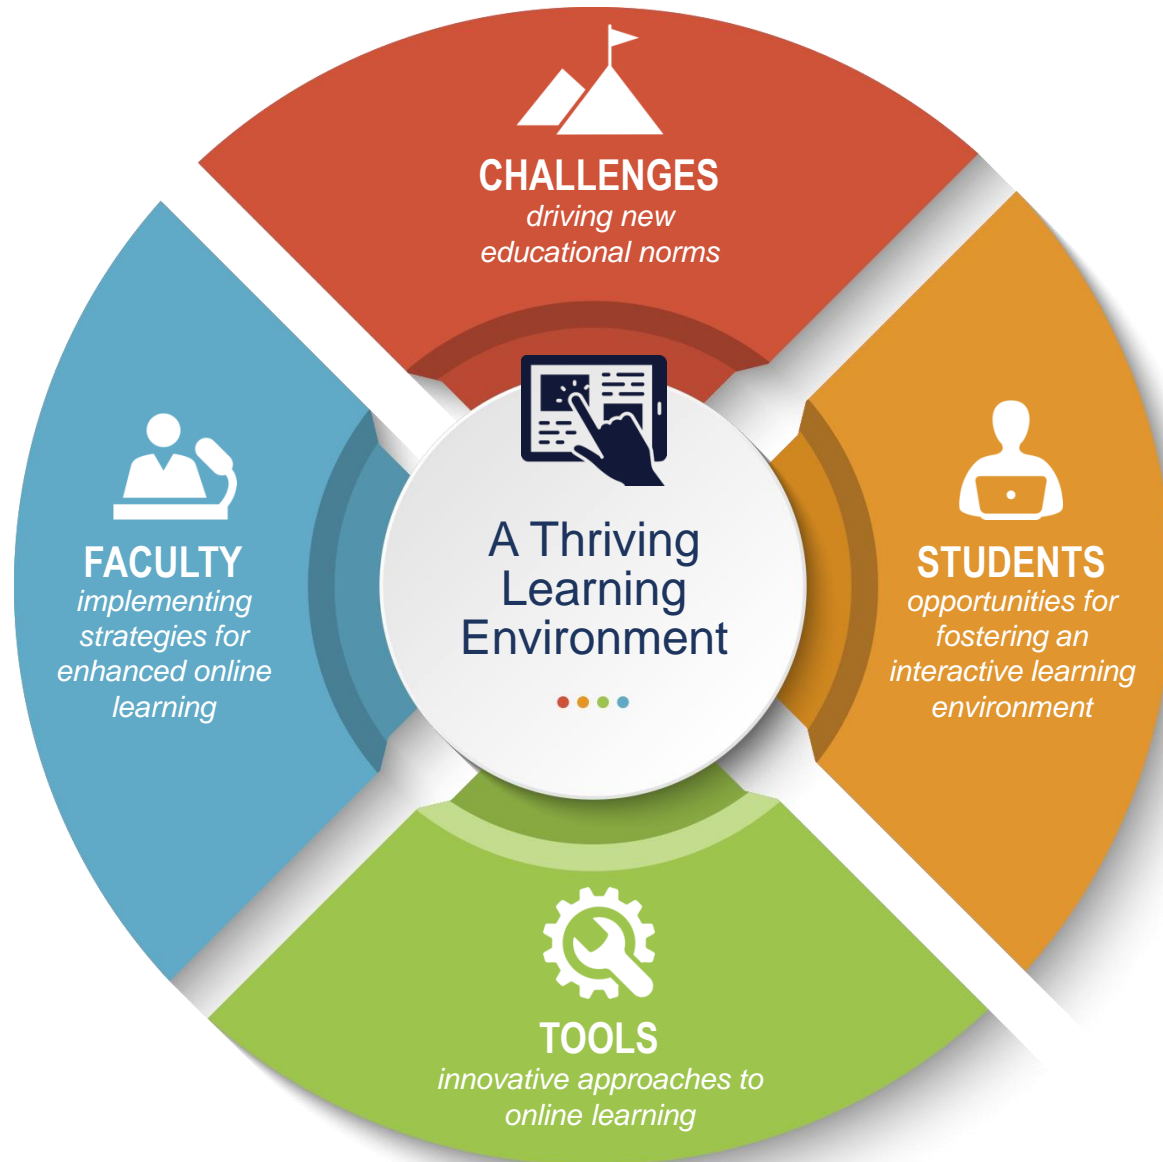 CHALLENGES
driving new
educational norms
FACULTY
implementing
strategies for
enhanced online
learning
A Thriving
Learning
Environment
STUDENTS
opportunities for
fostering an
interactive learning
environment
TOOLS
innovative approaches to
online learning